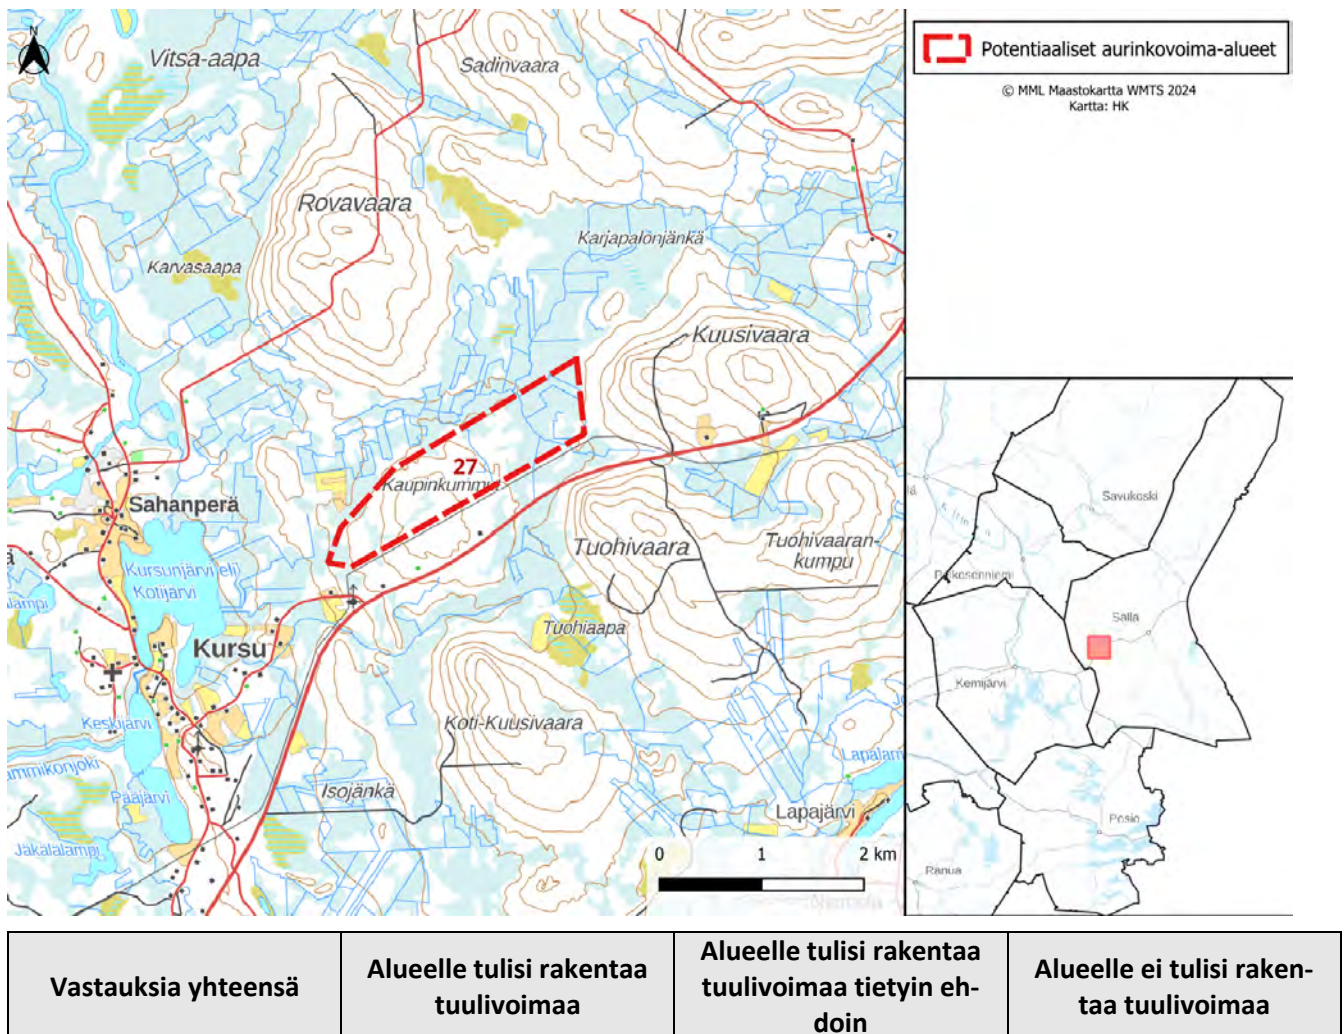 N
Vitsa-aapa
Sadinvaara
Rovavaara
Karjapalonjänkä
Karvasaapa
Kuusivaara
27
Kaupinkummut
Sahanperä
Kursunjärvi eli
Kotijärvi
Tuohivaara
Tuohivaaran-
kumpu
Tuohiaapa
Kursu
Keskijärvi
Koti-Kuusivaara
Pääjärvi
Isojänkä
Jäkälälampi
Lapajärvi
0 1 2 km
Potentiaaliset aurinkovoima-alueet
© MML Maastokartta WMTS 2024
Kartta: HK
Savukoski
Pelkosenniemi
Salla
Kemijärvi
Posio
Ranua
Vastauksia yhteensä
Alueelle tulisi rakentaa
tuulivoimaa
Alueelle tulisi rakentaa
tuulivoimaa tietyin eh-
doin
Alueelle ei tulisi raken-
taa tuulivoimaa